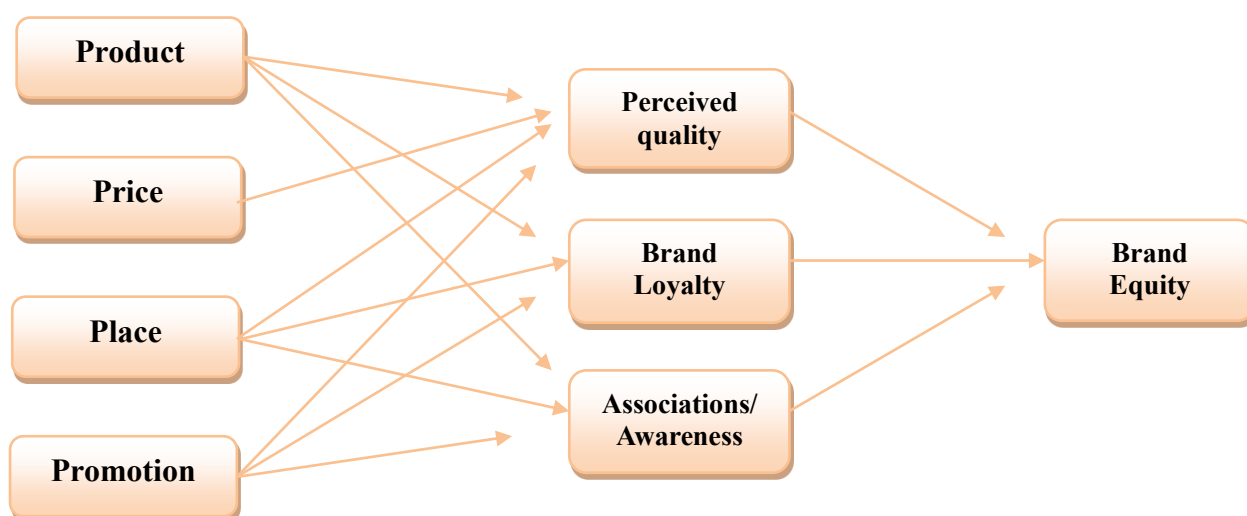 Product
Price
Place
Promotion
Perceived
quality
Brand
Loyalty
Associations/
Awareness
Brand
Equity